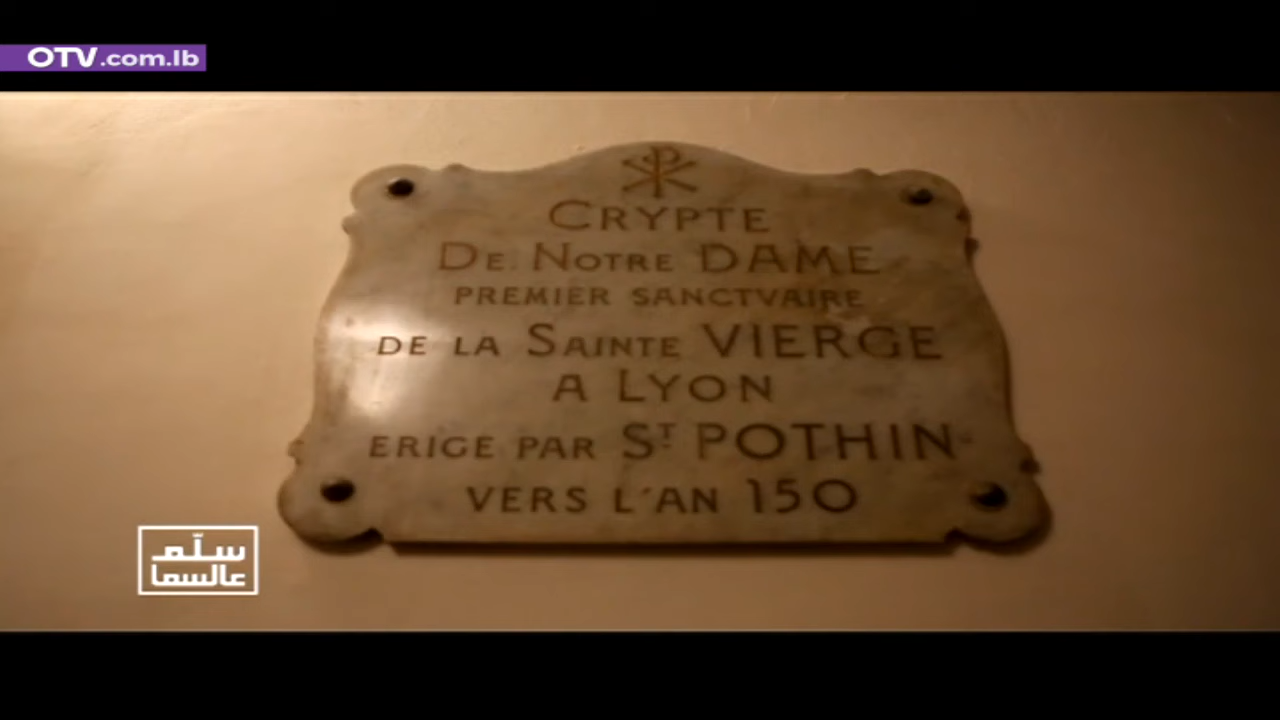 OTV.com.lb
CRYPTE
DE NOTRE DAME
PREMIER SANCTVAIRE
DE LA SAINTE VIERGE
A LYON
ERIGE PAR ST POTHIN
VERS L'AN 150
سلّم
عالسما